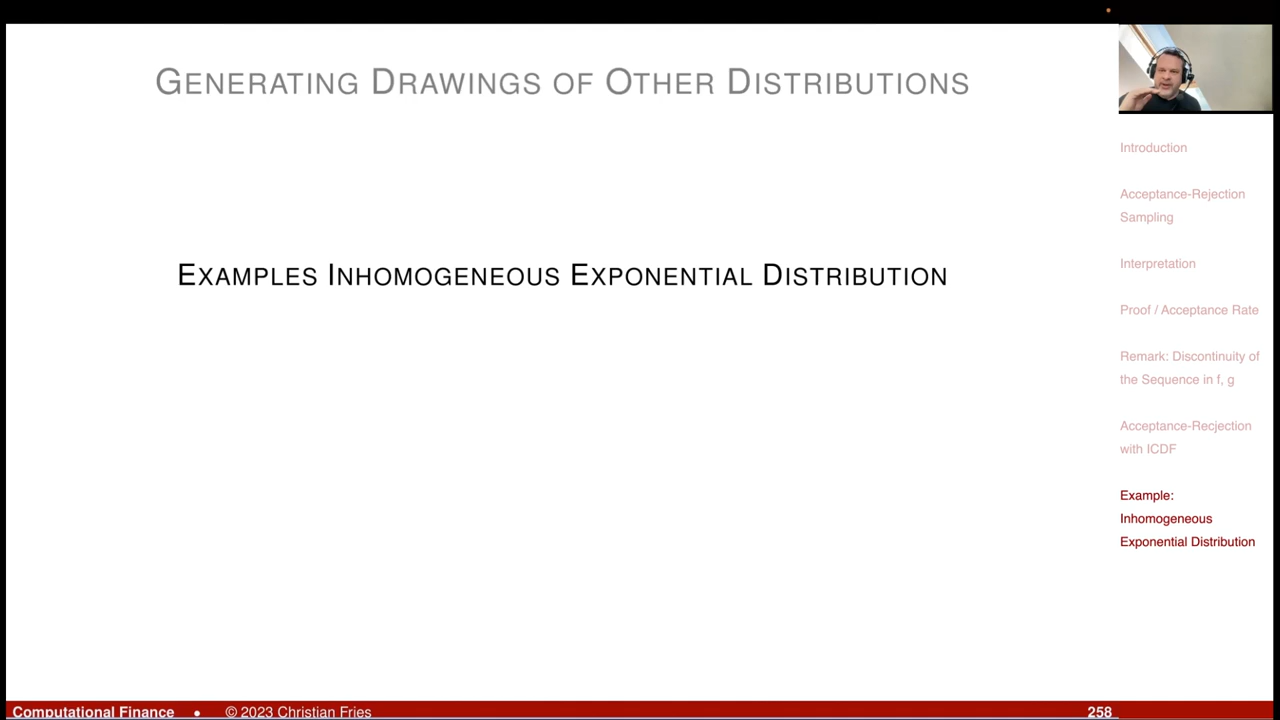 GENERATING DRAWINGS OF OTHER DISTRIBUTIONS
EXAMPLES INHOMOGENEOUS EXPONENTIAL DISTRIBUTION
Introduction
Acceptance-Rejection
Sampling
Interpretation
Proof / Acceptance Rate
Remark: Discontinuity of
the Sequence in f, g
Acceptance-Recjection
with ICDF
Example:
Inhomogeneous
Exponential Distribution
Computational Finance • © 2023 Christian Fries 258